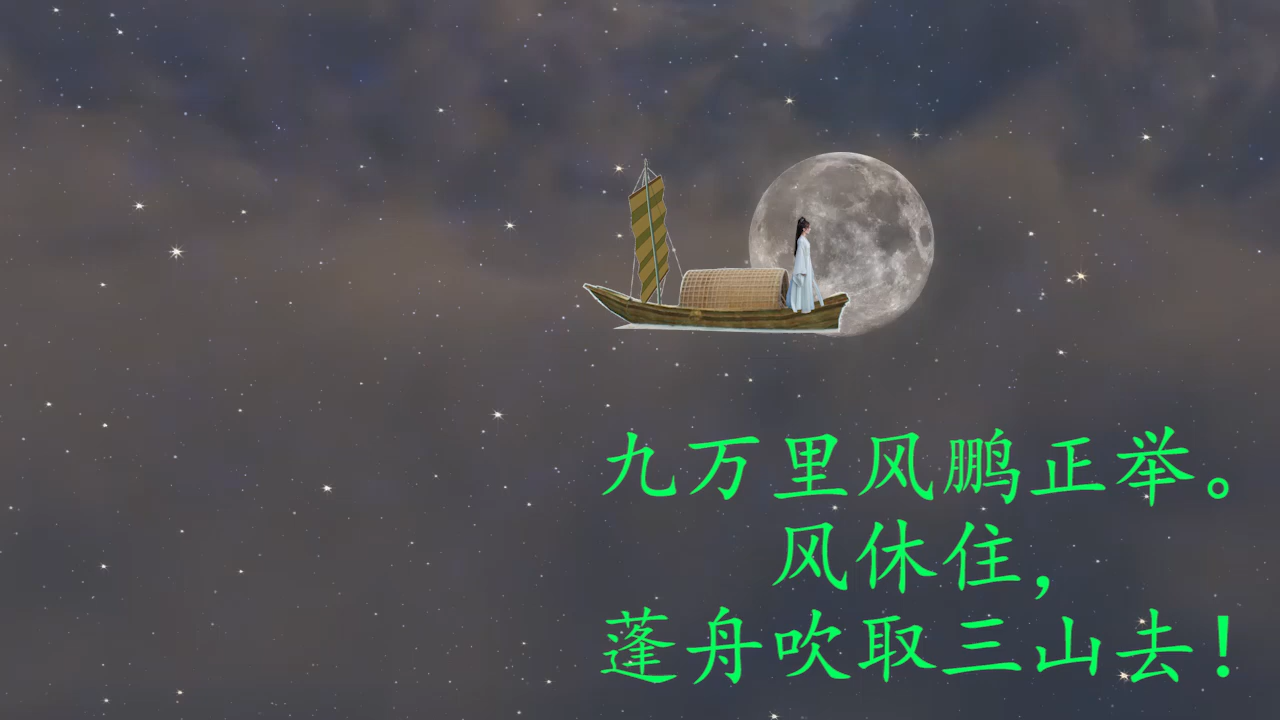 九万里风鹏正举。
风休住，
蓬舟吹取三山去！